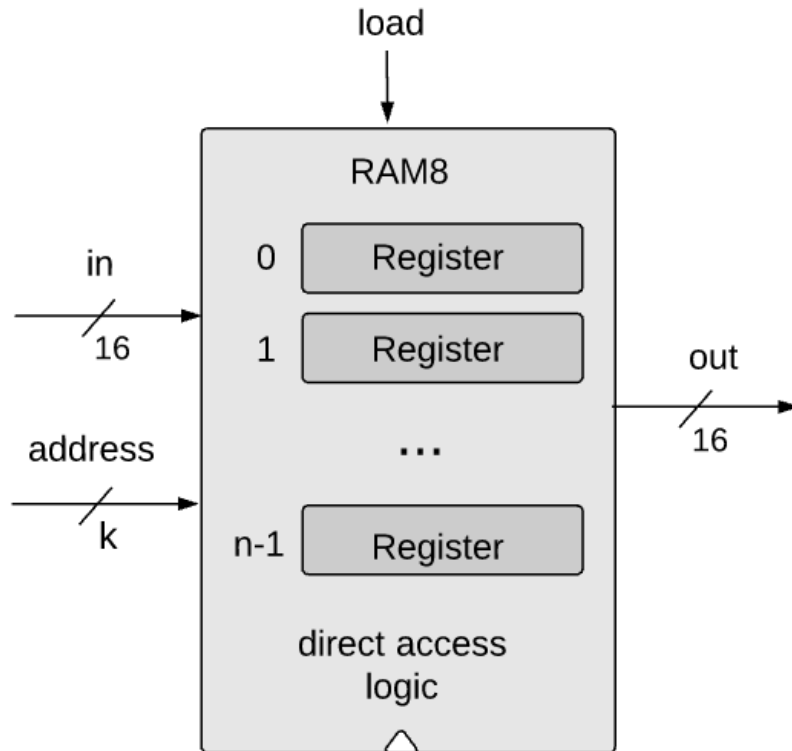 load
RAM8
0 Register
in
16
1 Register
out
16
...
address
k
n-1 Register
direct access
logic